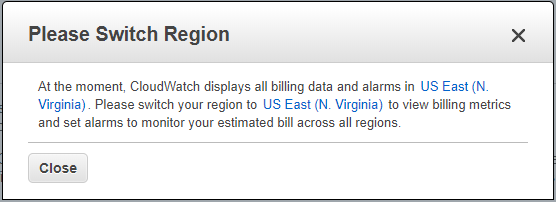 Please Switch Region
At the moment, CloudWatch displays all billing data and alarms in US East (N.
Virginia). Please switch your region to US East (N. Virginia) to view billing metrics
and set alarms to monitor your estimated bill across all regions.
Close